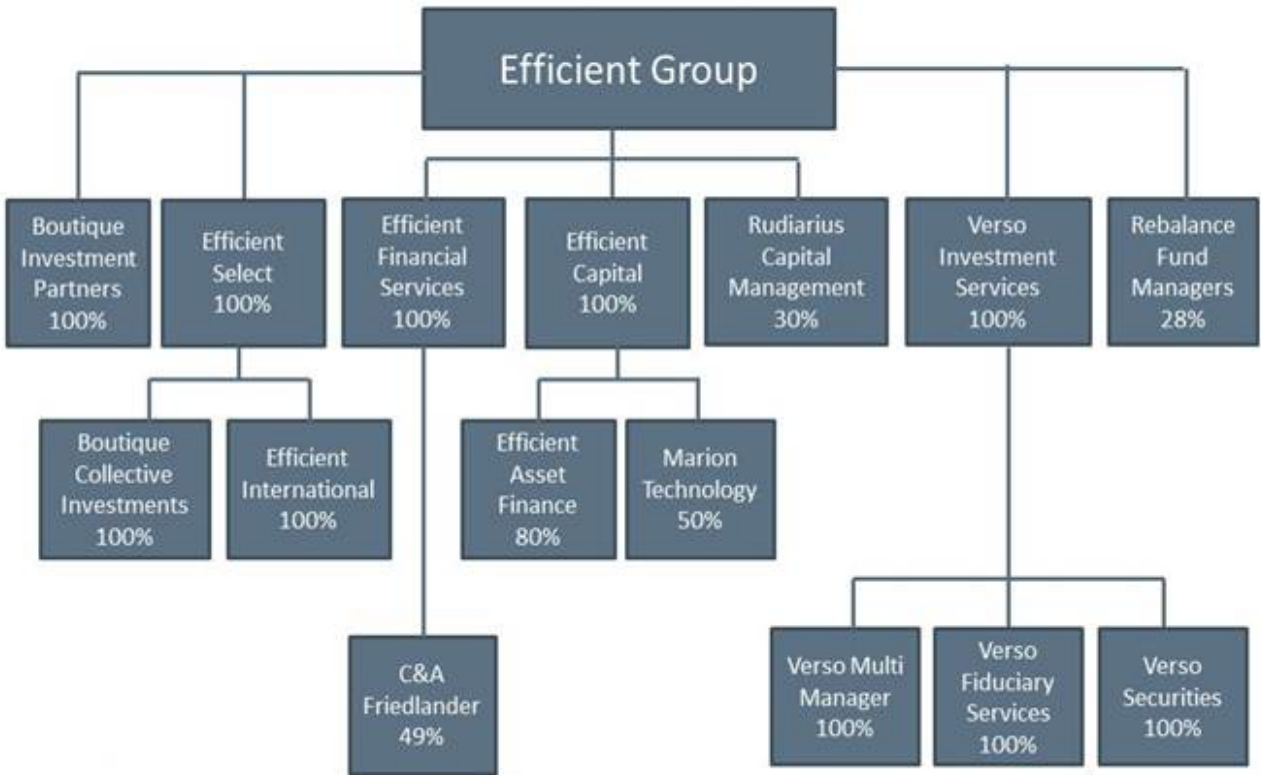 Efficient Group
Boutique
Investment
Partners
100%
Efficient
Select
100%
Efficient
Financial
Services
100%
Efficient
Capital
100%
Rudiarius
Capital
Management
30%
Verso
Investment
Services
100%
Rebalance
Fund
Managers
28%
Boutique
Collective
Investments
100%
Efficient
International
100%
Efficient
Asset
Finance
80%
Marion
Technology
50%
C&A
Friedlander
49%
Verso Multi
Manager
100%
Verso
Fiduciary
Services
100%
Verso
Securities
100%